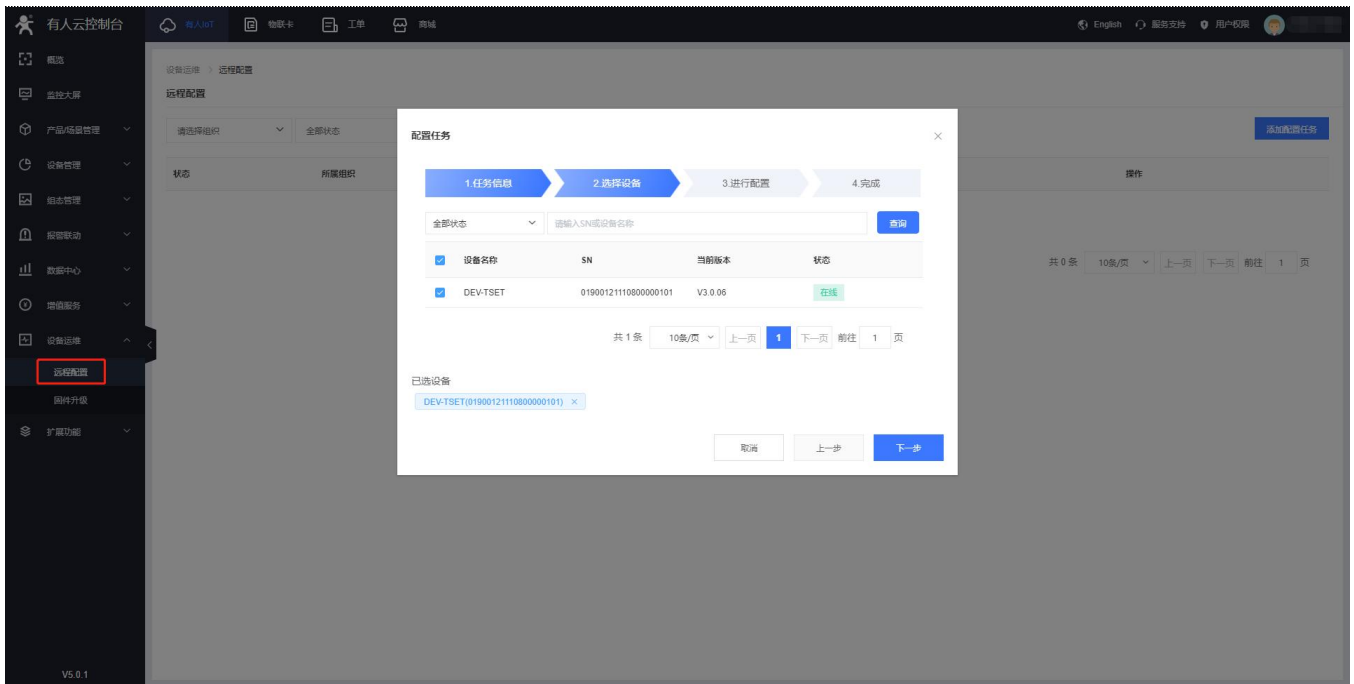 有人云控制台
有人IoT
物联卡
工单
商城
English
服务支持
用户权限
概览
监控大屏
产品/场景管理
设备管理
组态管理
报警联动
数据中心
增值服务
设备运维
远程配置
固件升级
扩展功能
V5.0.1
设备运维 > 远程配置
远程配置
请选择组织
全部状态
添加配置任务
状态
所属组织
操作
共 0 条 10条/页 上一页 下一页 前往 1 页
配置任务
1.任务信息
2.选择设备
3.进行配置
4.完成
全部状态
请输入SN或设备名称
查询
设备名称 SN 当前版本 状态
DEV-TSET 01900121110800000101 V3.0.06 在线
共 1 条 10条/页 上一页 1 下一页 前往 1 页
已选设备
DEV-TSET(01900121110800000101) ×
取消
上一步
下一步